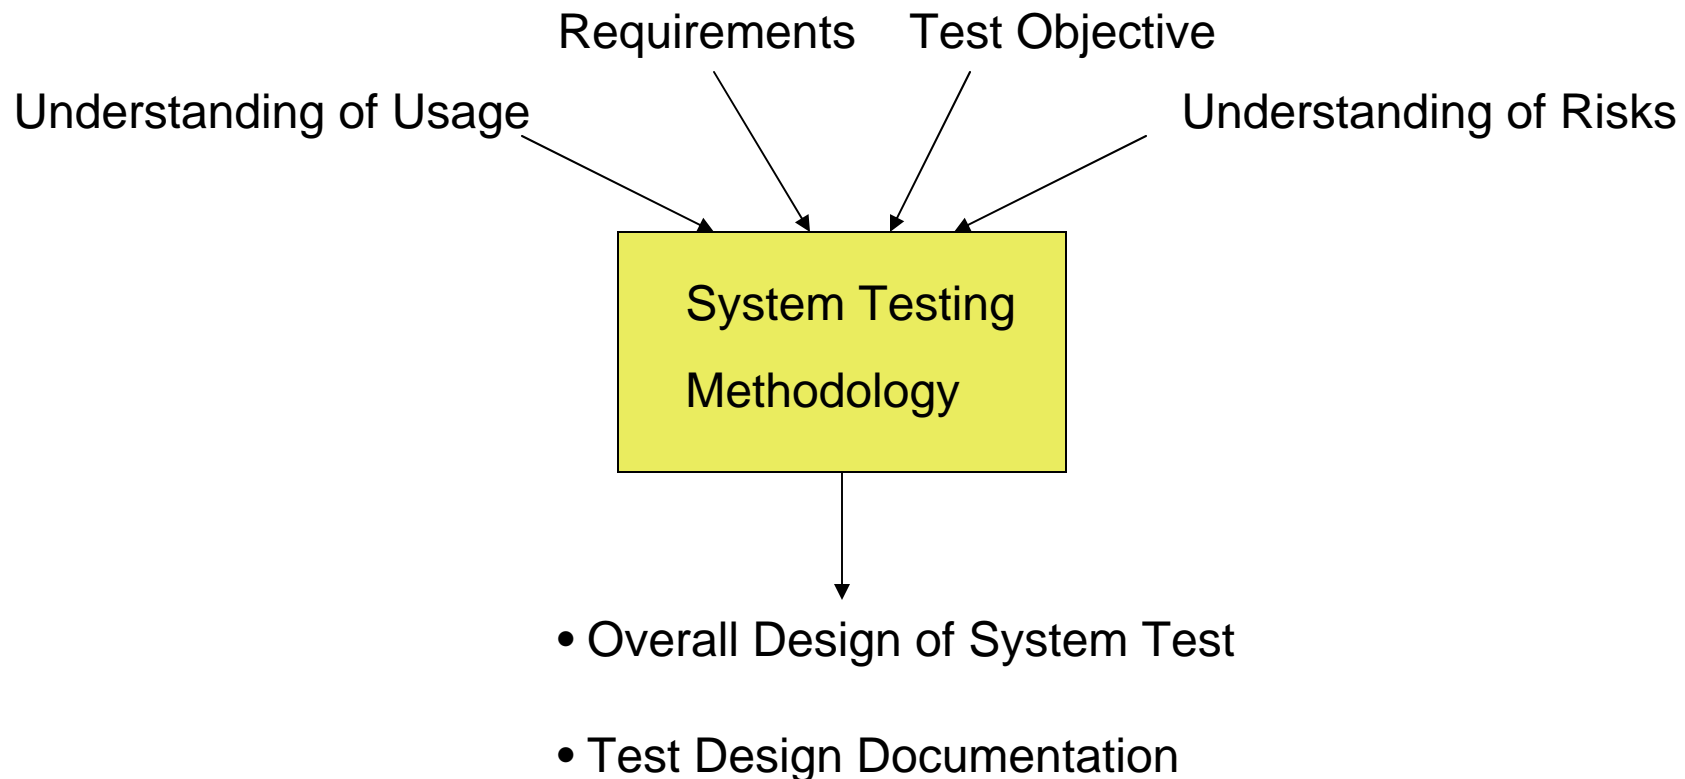 Requirements Test Objective
Understanding of Usage
Understanding of Risks
System Testing
Methodology
• Overall Design of System Test
• Test Design Documentation